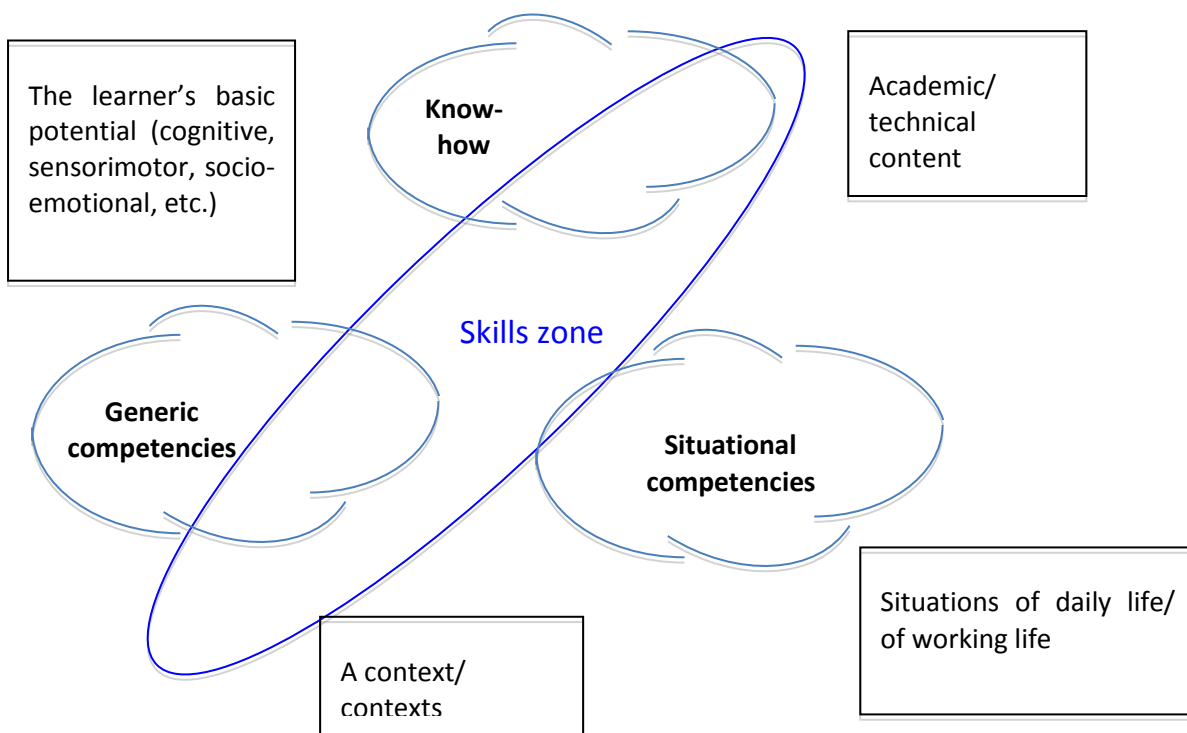 The learner’s basic
potential (cognitive,
sensorimotor, socio-
emotional, etc.)
Know-
how
Academic/
technical
content
Skills zone
Generic
competencies
Situational
competencies
A context/
contexts
Situations of daily life/
of working life